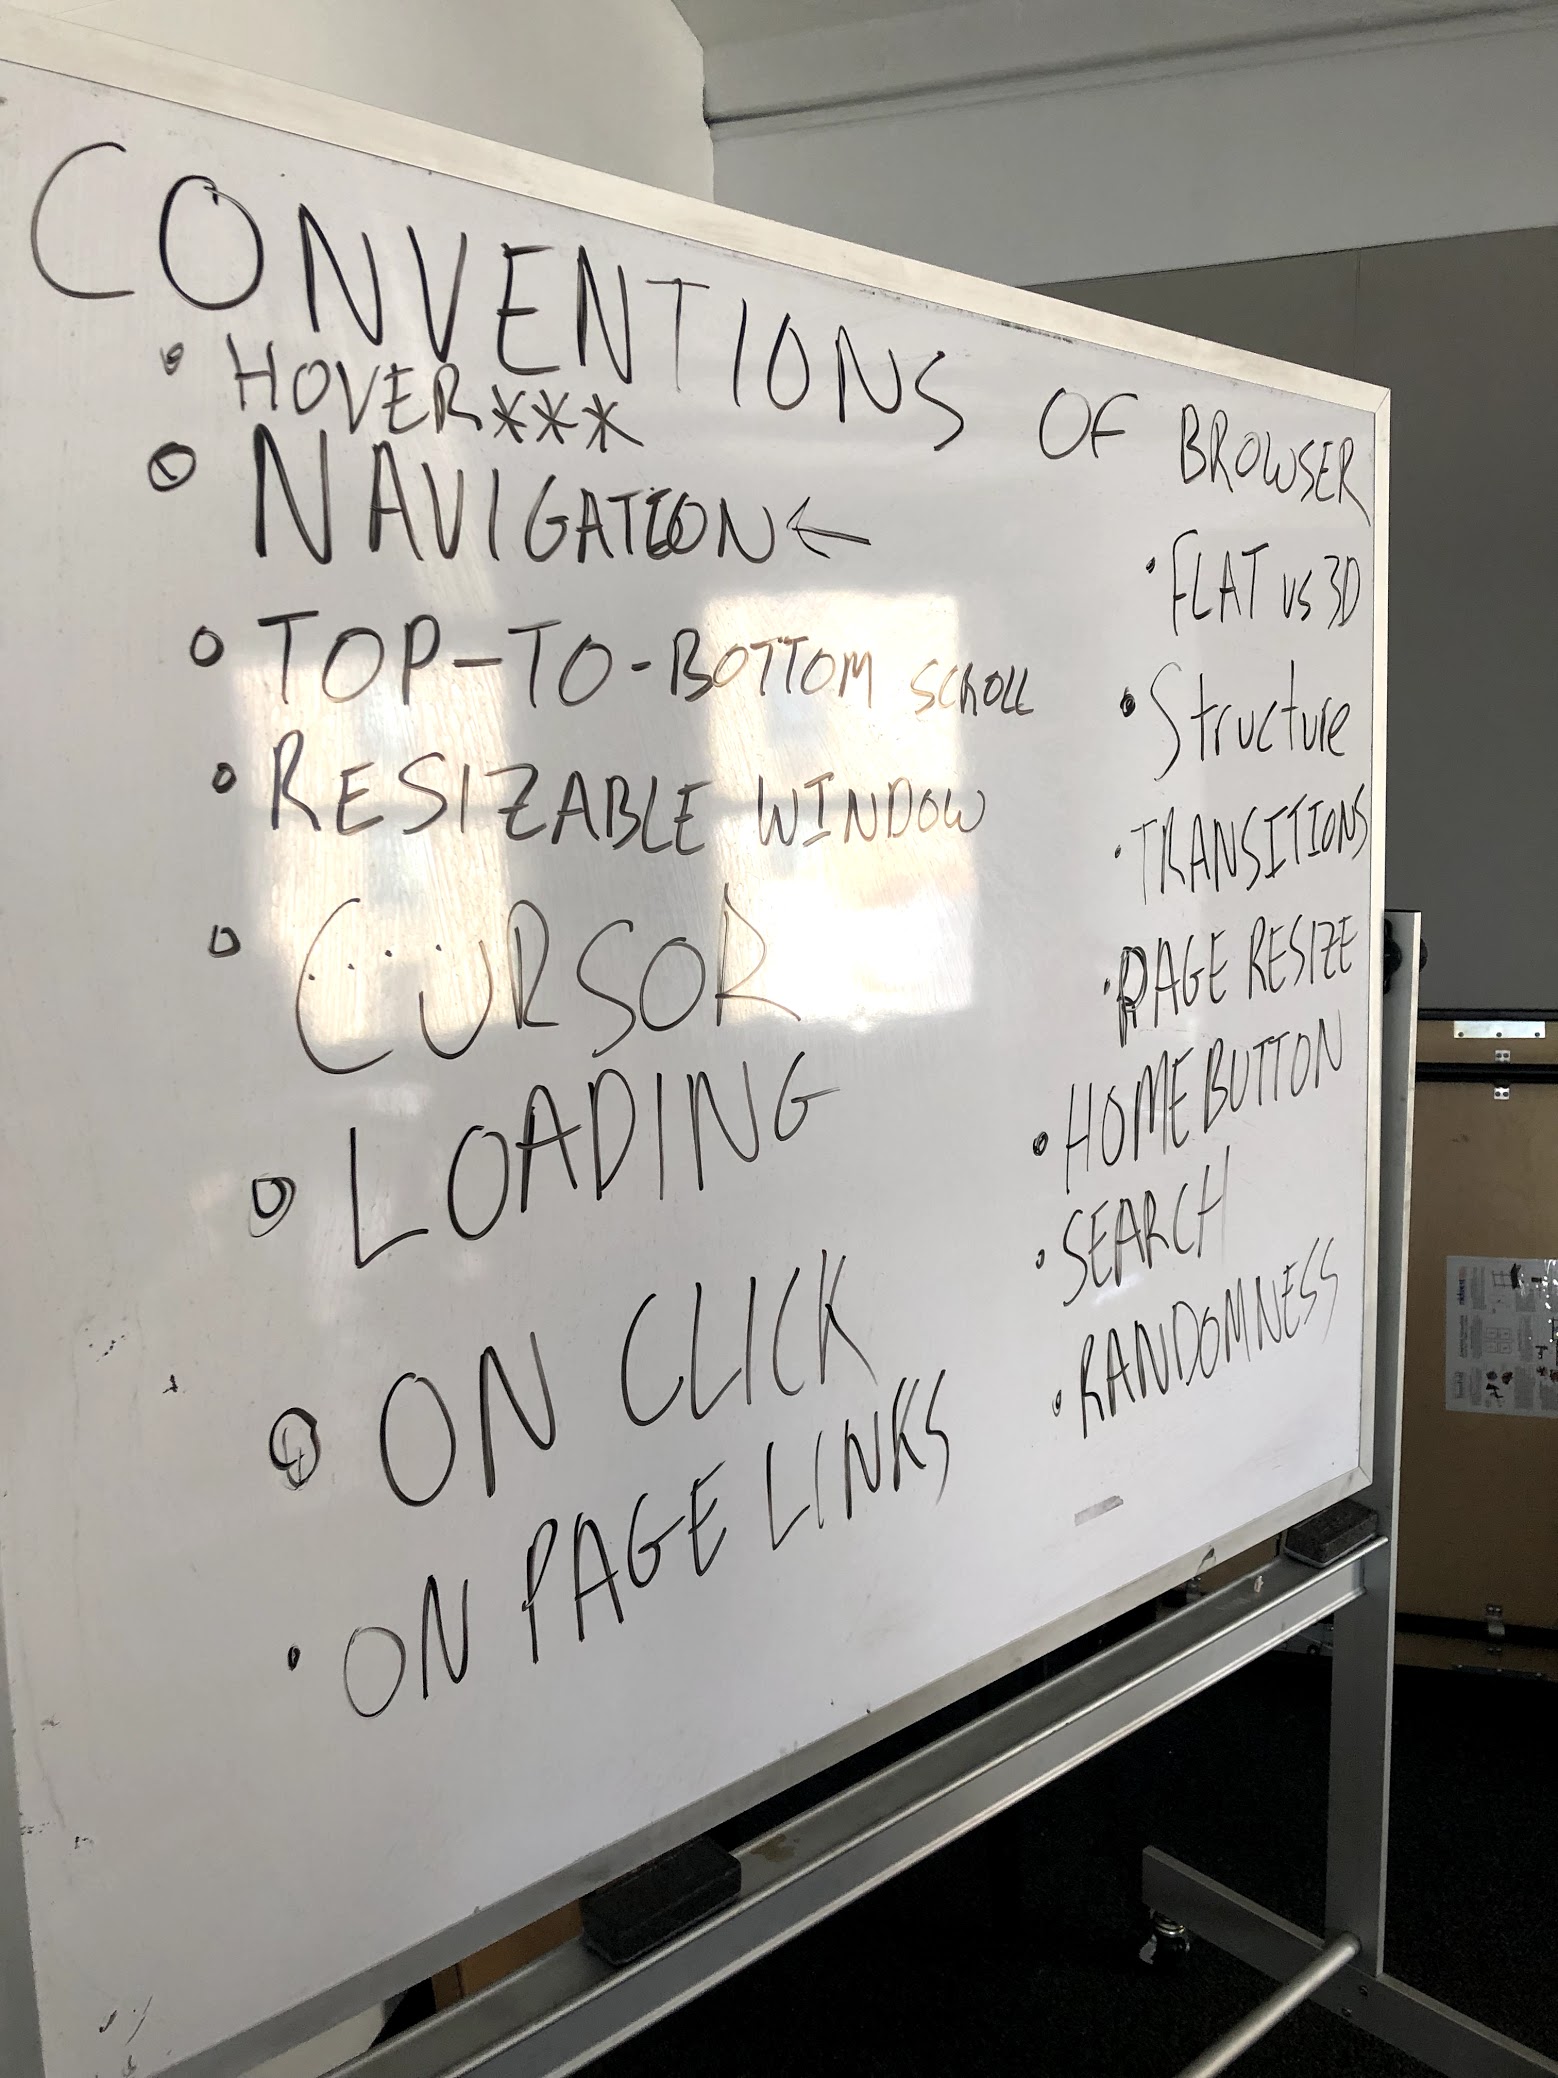 CONVENTIONS OF BROWSER
• HOVER***
• NAVIGATION ←
• TOP-TO-BOTTOM SCROLL
• RESIZABLE WINDOW
• CURSOR
• LOADING
• ON CLICK
• ON PAGE LINKS
• FLAT vs 3D
• Structure
• TRANSITIONS
• PAGE RESIZE
• HOME BUTTON
• SEARCH
• RANDOMNESS